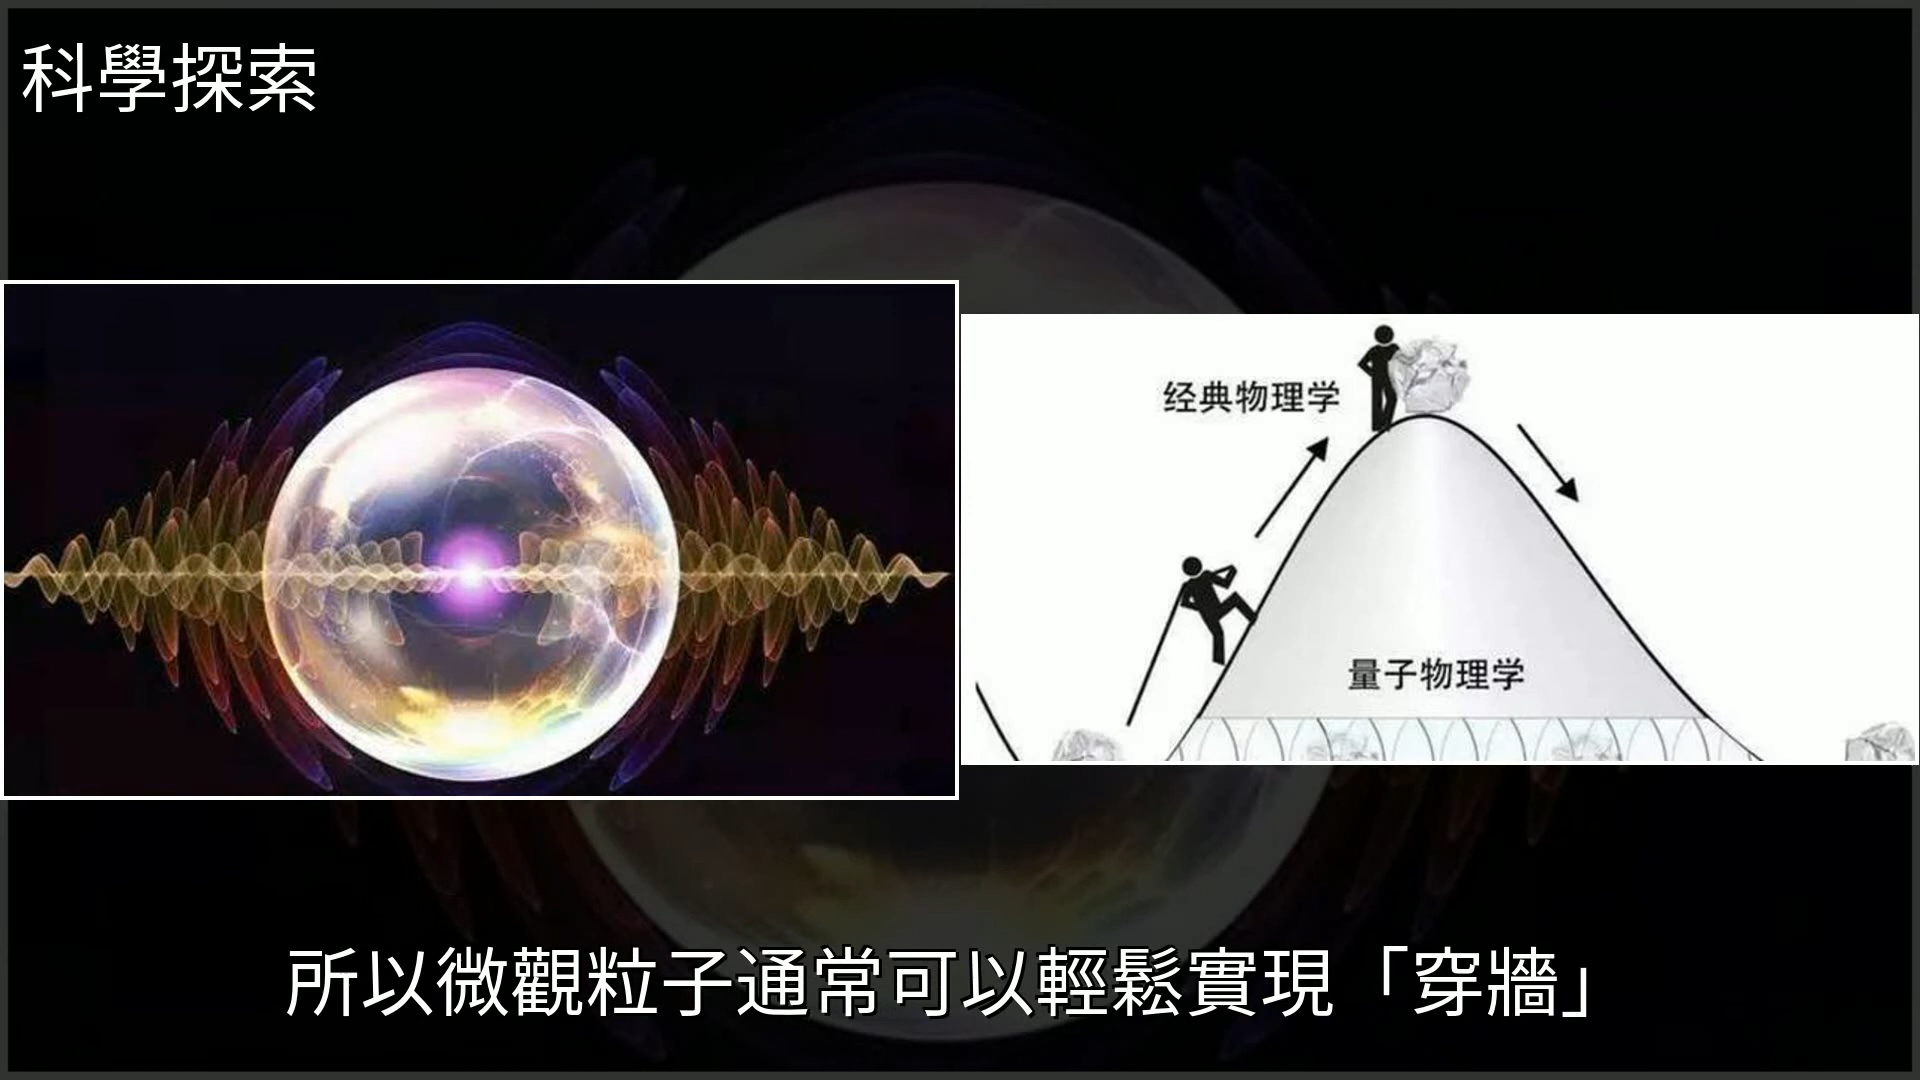 科學探索
经典物理学
量子物理学
所以微觀粒子通常可以輕鬆實現「穿牆」